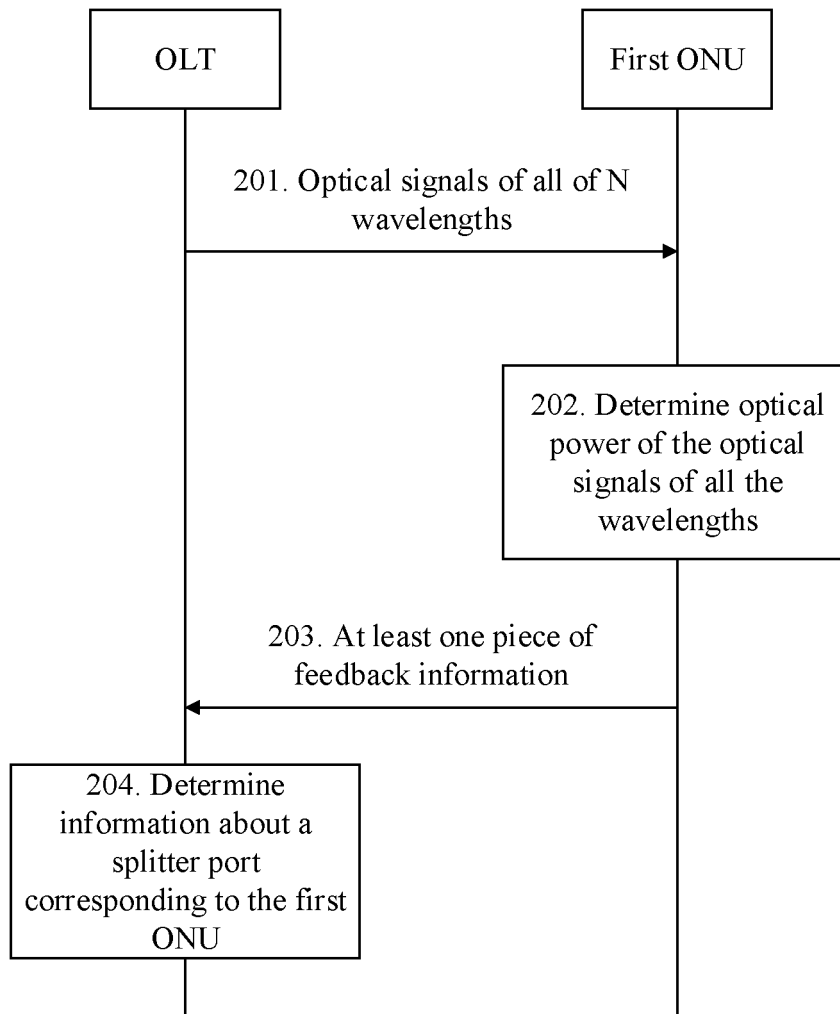 OLT
First ONU
201. Optical signals of all of N
wavelengths
202. Determine optical
power of the optical
signals of all the
wavelengths
203. At least one piece of
feedback information
204. Determine
information about a
splitter port
corresponding to the first
ONU